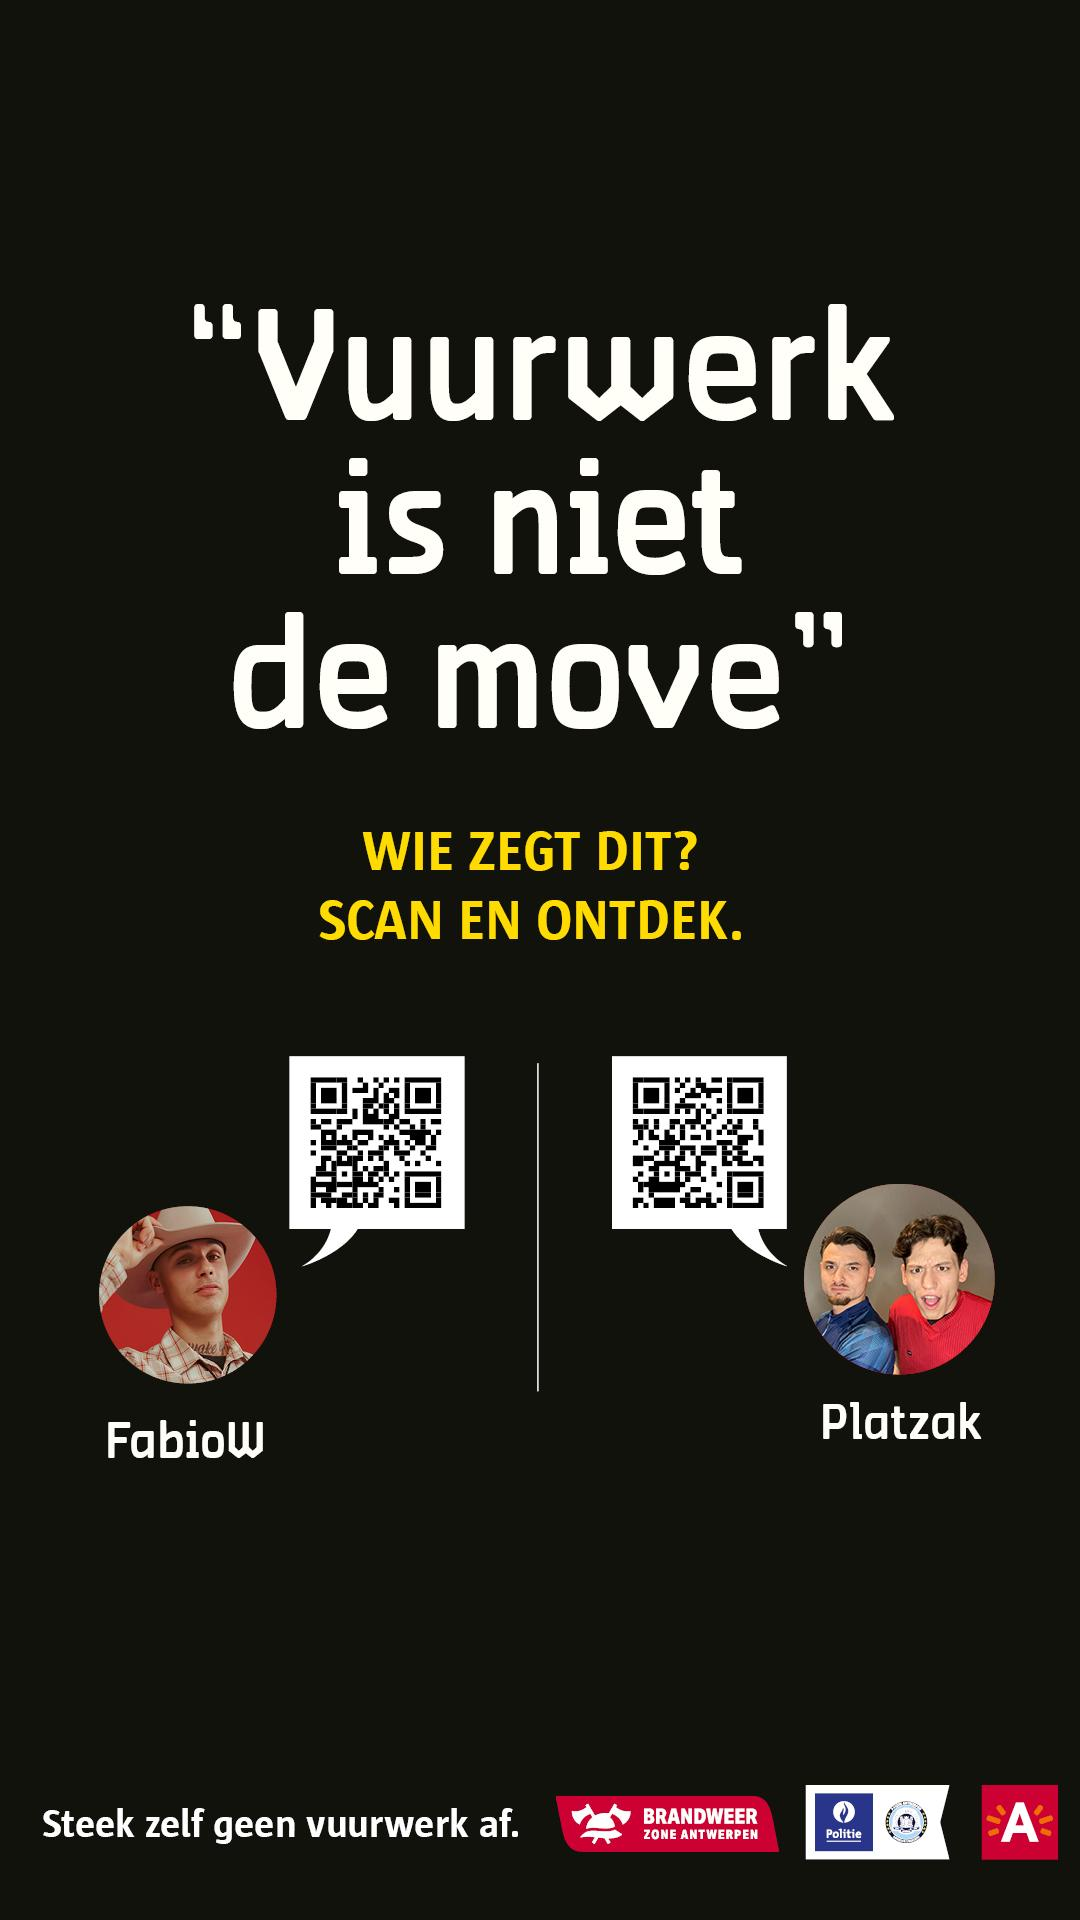 “Vuurwerk
is niet
de move”
WIE ZEGT DIT?
SCAN EN ONTDEK.
FabioW
Platzak
Steek zelf geen vuurwerk af.
BRANDWEER
ZONE ANTWERPEN
Politie
A